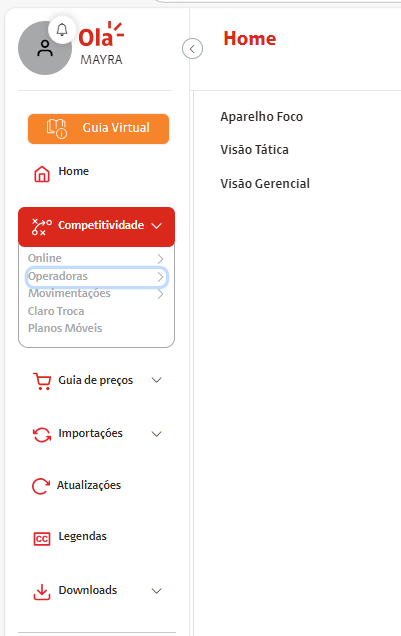 Olá
MAYRA
Home
Guia Virtual
Home
Competitividade
Online
Operadoras
Movimentações
Claro Troca
Planos Móveis
Guia de preços
Importações
Atualizações
CC
Legendas
Downloads
Aparelho Foco
Visão Tática
Visão Gerencial